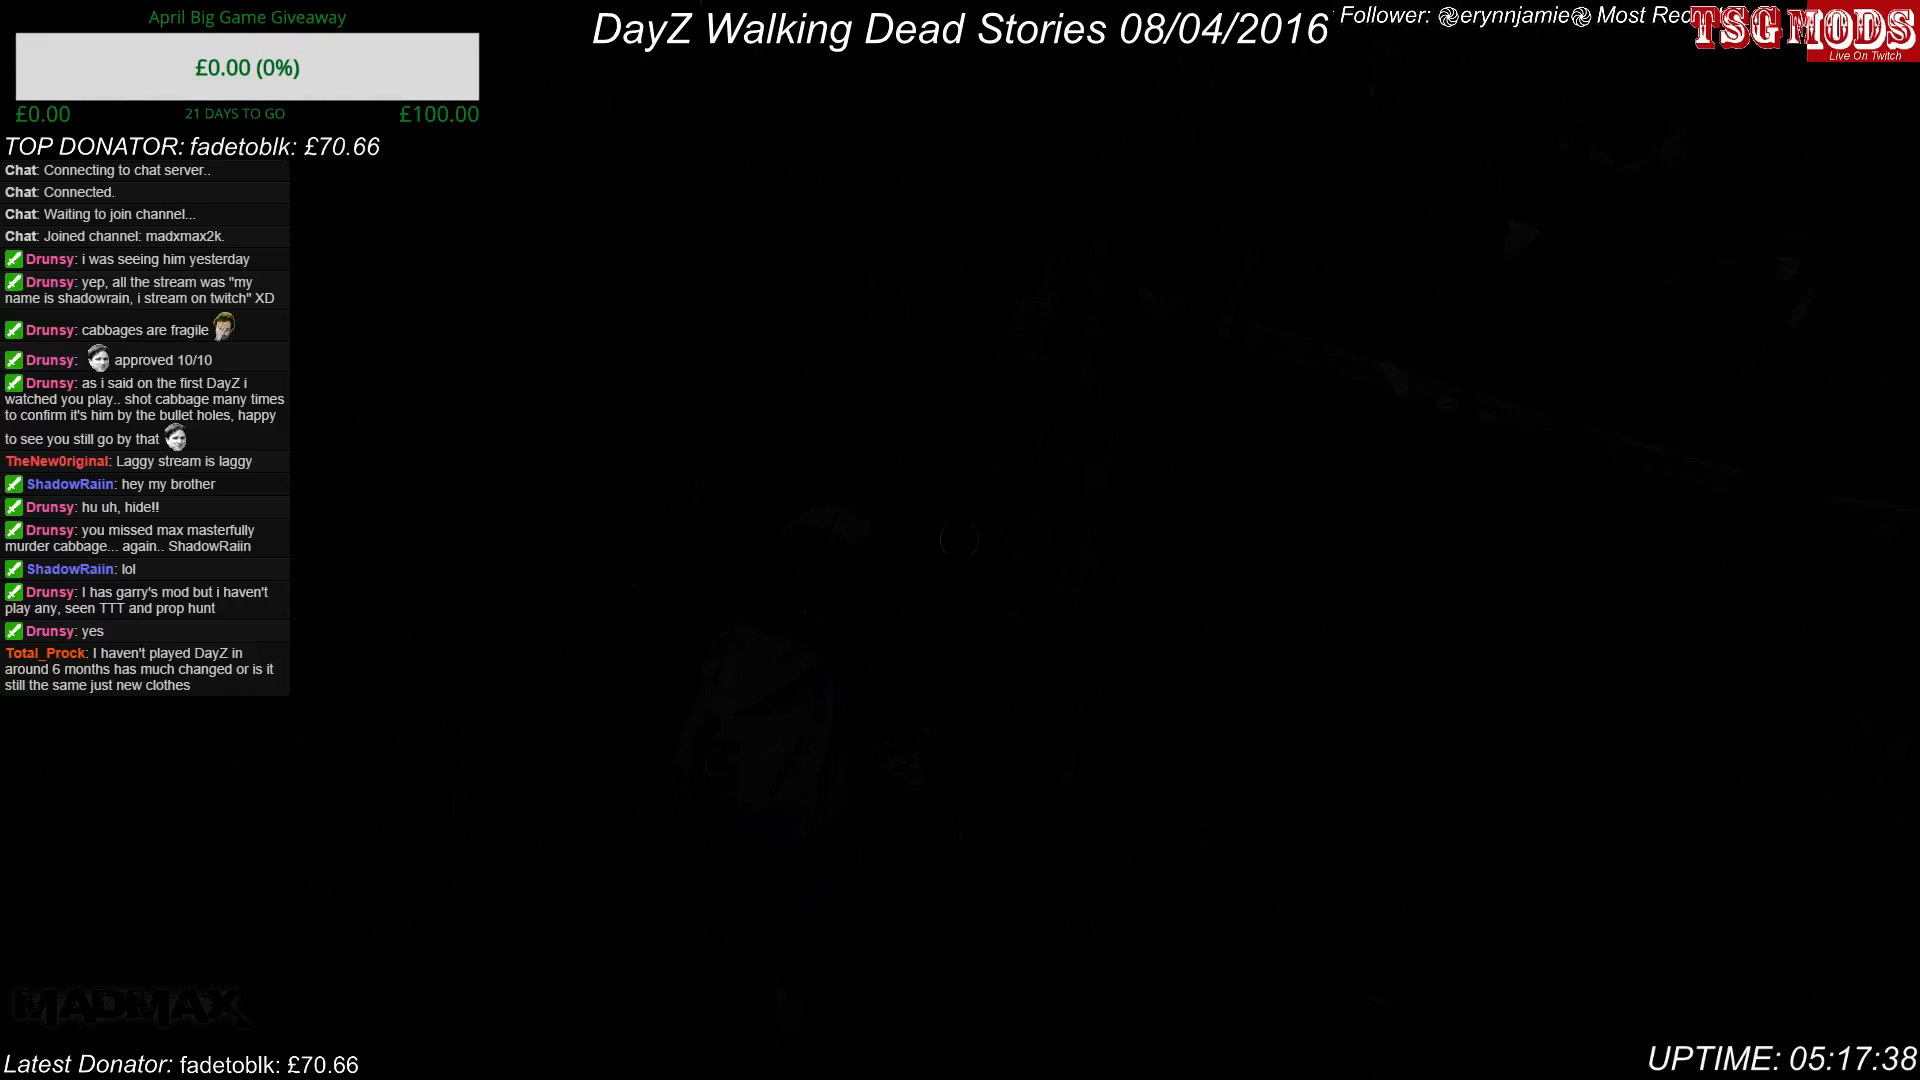 April Big Game Giveaway
£0.00 (0%)
£0.00 21 DAYS TO GO £100.00
TOP DONATOR: fadetoblk: £70.66
DayZ Walking Dead Stories 08/04/2016
Follower: erynnjamie Most
TSG MODS
Live On Twitch
Chat: Connecting to chat server..
Chat: Connected.
Chat: Waiting to join channel...
Chat: Joined channel: madxmax2k.
Drunsy: i was seeing him yesterday
Drunsy: yep, all the stream was "my
name is shadowrain, i stream on twitch" XD
Drunsy: cabbages are fragile
Drunsy: approved 10/10
Drunsy: as i said on the first DayZ i
watched you play.. shot cabbage many times
to confirm it's him by the bullet holes, happy
to see you still go by that
TheNew0riginal: Laggy stream is laggy
ShadowRaiin: hey my brother
Drunsy: hu uh, hide!!
Drunsy: you missed max masterfully
murder cabbage... again.. ShadowRaiin
ShadowRaiin: lol
Drunsy: I has garry's mod but i haven't
play any, seen TTT and prop hunt
Drunsy: yes
Total_Prock: I haven't played DayZ in
around 6 months has much changed or is it
still the same just new clothes
MADMAX
Latest Donator: fadetoblk: £70.66
UPTIME: 05:17:38